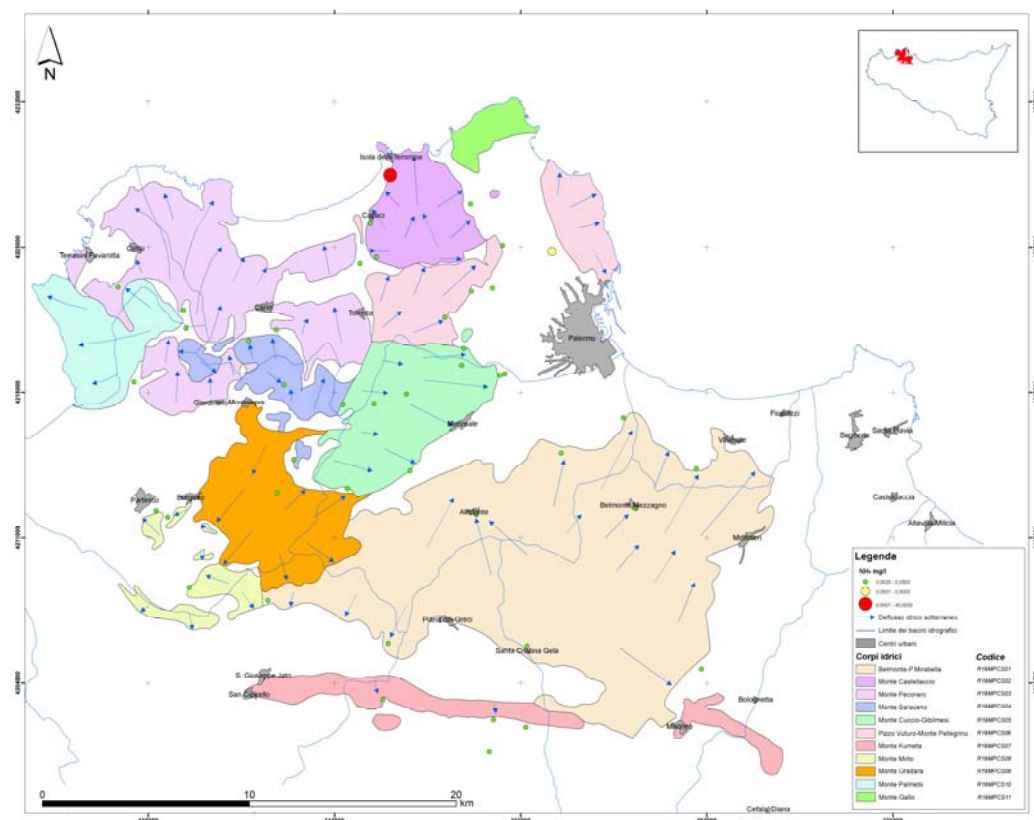 N
Isola delle femmine
Capaci
Terrasini Favarotta
Cinisi
Carini
Torretta
Palermo
Giardinello Montelepre
Monreale
Ficarazzi
Villabate
Bagheria
Santa Flavia
Partinico
Borgetto
Altofonte
Belmonte Mezzagno
Casteldaccia
Altavilla Milicia
Misilmeri
Piana dei Greci
Santa Cristina Gela
S. Giuseppe Jato
San Cipirello
Bolognetta
Marineo
Cefalà Diana
0 10 20
km
Legenda
NH₄ mg/l
Deflusso idrico sotterraneo
Limite dei bacini idrografici
Centri urbani
Corpi idrici Codice
Belmonte-P.Mirabella R19MPCS01
Monte Castellaccio R19MPCS02
Monte Pecoraro R19MPCS03
Monte Saraceno R19MPCS04
Monte Cuccio-Gibilmesi R19MPCS05
Pizzo Vuturo-Monte Pellegrino R19MPCS06
Monte Kumeta R19MPCS07
Monte Mirto R19MPCS08
Monte Gradara R19MPCS09
Monte Palmeto R19MPCS10
Monte Gallo R19MPCS11